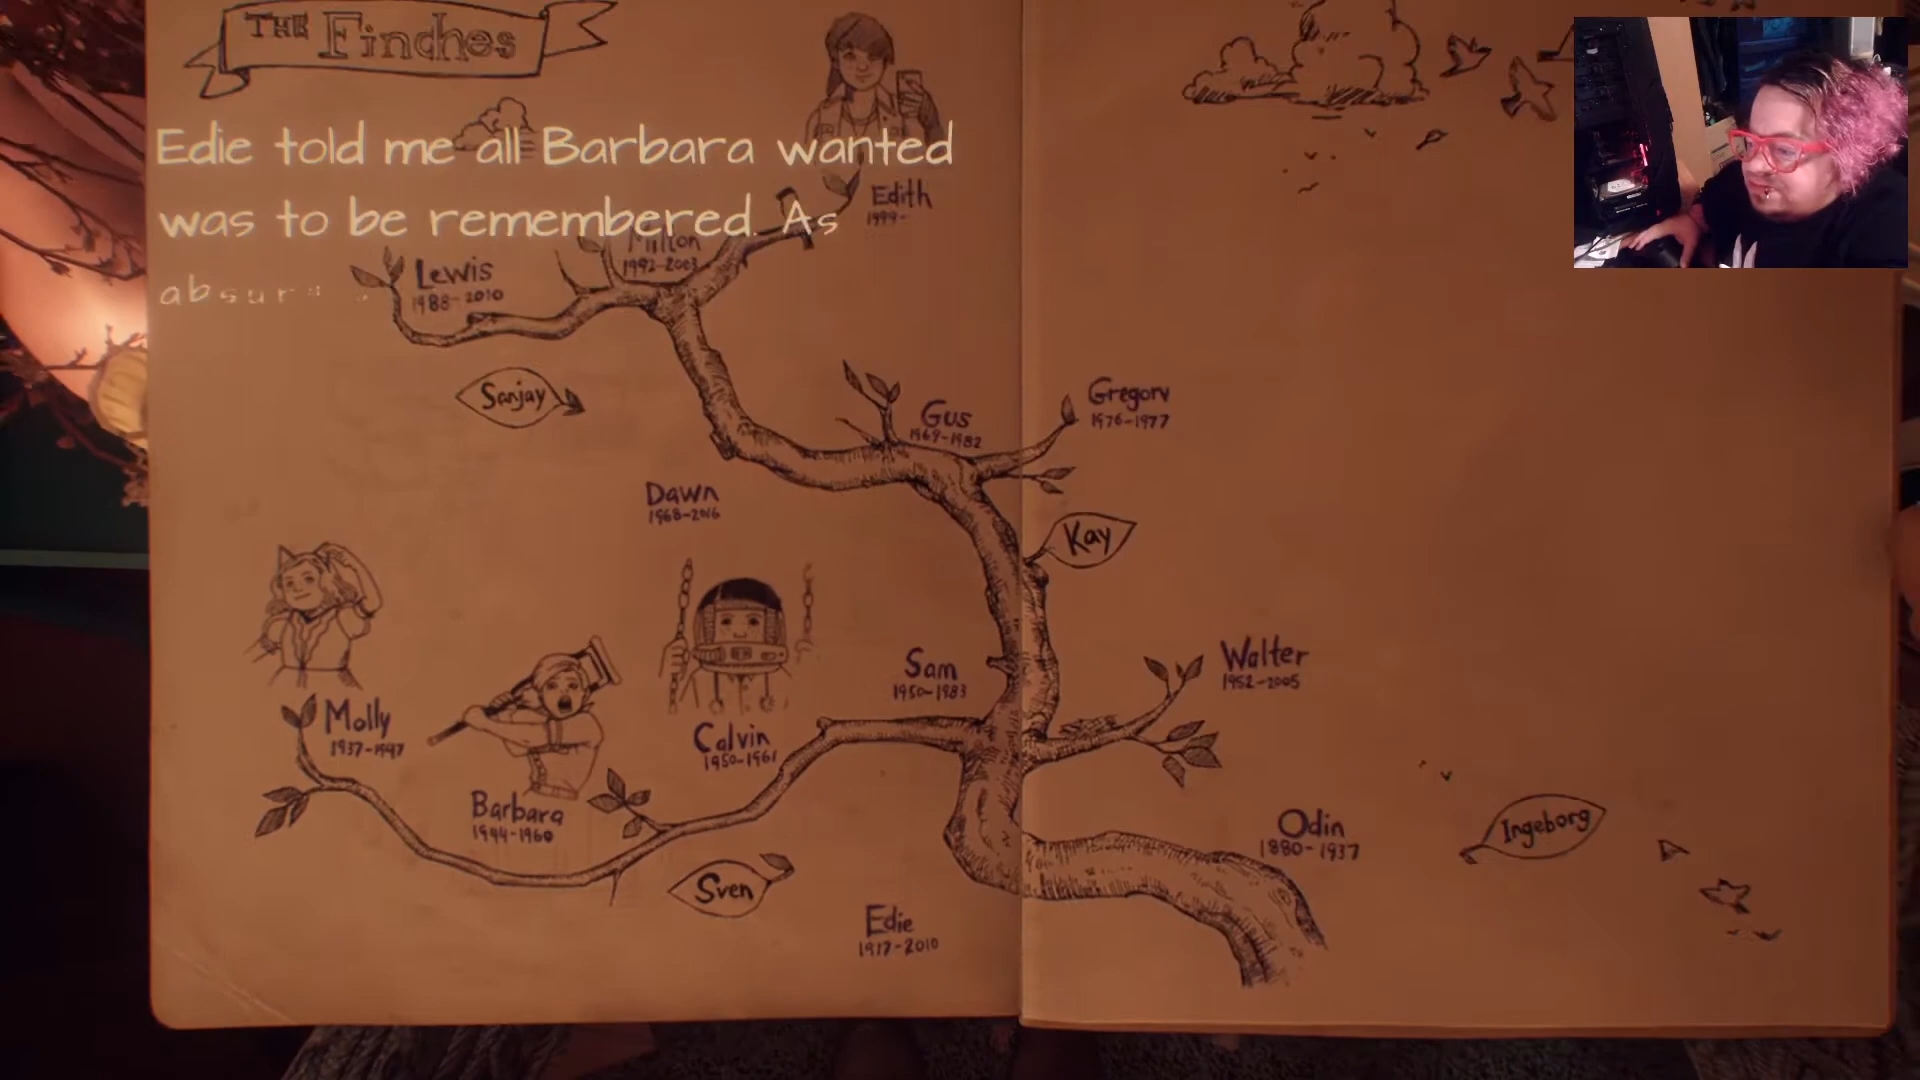 THE Finches
Edie told me all Barbara wanted
was to be remembered. As
absur
Edith
1999-
Milton
1992-2003
Lewis
1988-2010
Sanjay
Gus
1969-1982
Gregory
1976-1977
Dawn
1968-2016
Kay
Sam
1950-1983
Walter
1952-2005
Molly
1937-1947
Calvin
1950-1961
Barbara
1944-1960
Odin
1880-1937
Ingeborg
Sven
Edie
1917-2010